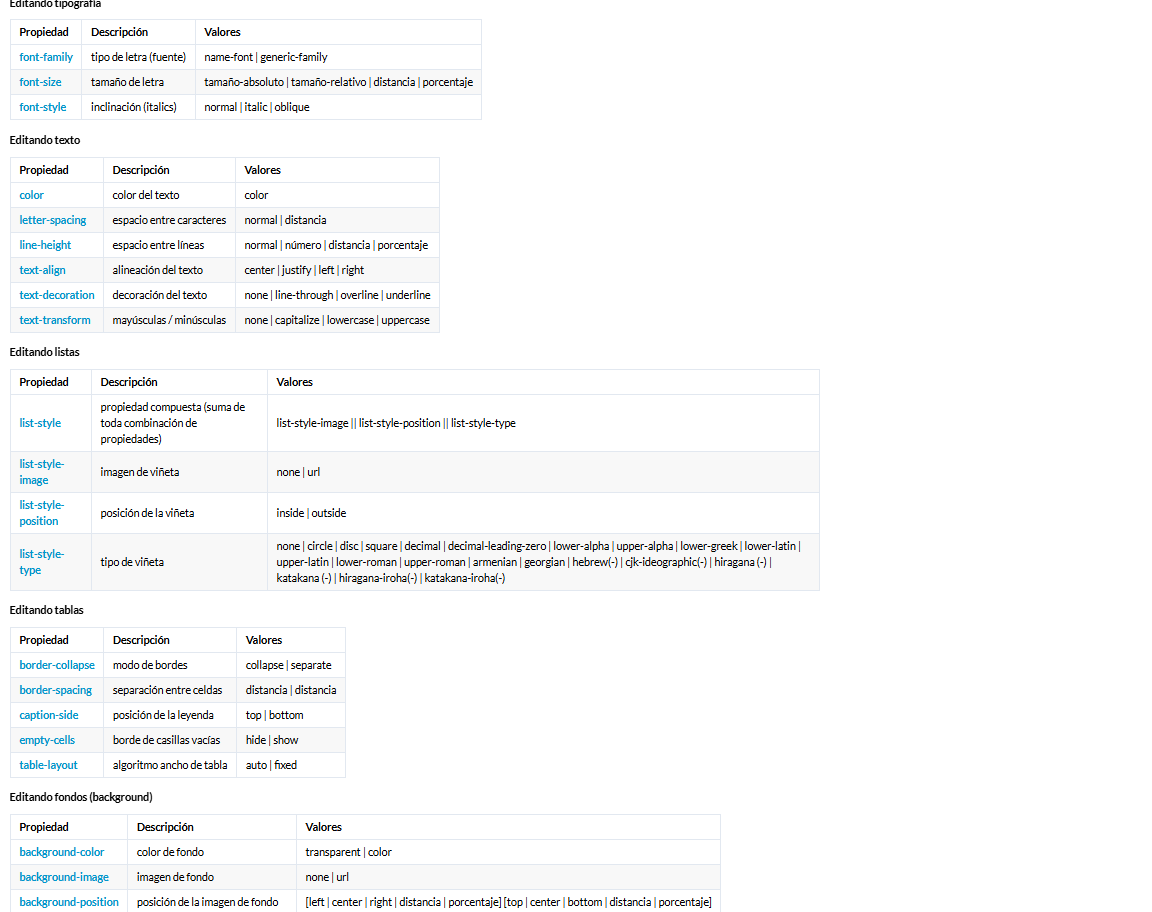 Editando tipografía
Propiedad Descripción Valores
font-family tipo de letra (fuente) name-font | generic-family
font-size tamaño de letra tamaño-absoluto | tamaño-relativo | distancia | porcentaje
font-style inclinación (italics) normal | italic | oblique
Editando texto
Propiedad Descripción Valores
color color del texto color
letter-spacing espacio entre caracteres normal | distancia
line-height espacio entre líneas normal | número | distancia | porcentaje
text-align alineación del texto center | justify | left | right
text-decoration decoración del texto none | line-through | overline | underline
text-transform mayúsculas / minúsculas none | capitalize | lowercase | uppercase
Editando listas
Propiedad Descripción Valores
list-style
propiedad compuesta (suma de
toda combinación de
propiedades)
list-style-image || list-style-position || list-style-type
list-style-
image
imagen de viñeta
none | url
list-style-
position
posición de la viñeta
inside | outside
list-style-
type
tipo de viñeta
none | circle | disc | square | decimal | decimal-leading-zero | lower-alpha | upper-alpha | lower-greek | lower-latin |
upper-latin | lower-roman | upper-roman | armenian | georgian | hebrew(-) | cjk-ideographic(-) | hiragana (-) |
katakana (-) | hiragana-iroha(-) | katakana-iroha(-)
Editando tablas
Propiedad Descripción Valores
border-collapse modo de bordes collapse | separate
border-spacing separación entre celdas distancia | distancia
caption-side posición de la leyenda top | bottom
empty-cells borde de casillas vacías hide | show
table-layout algoritmo ancho de tabla auto | fixed
Editando fondos (background)
Propiedad Descripción Valores
background-color color de fondo transparent | color
background-image imagen de fondo none | url
background-position posición de la imagen de fondo [left | center | right | distancia | porcentaje] [top | center | bottom | distancia | porcentaje]